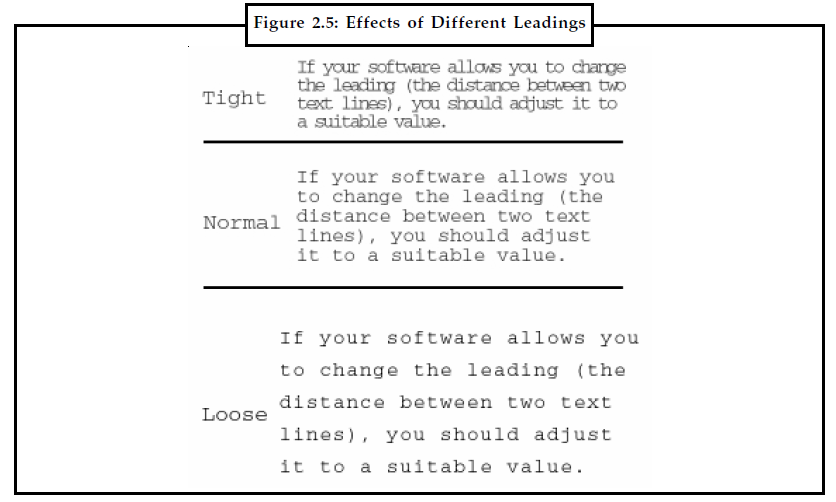 Figure 2.5: Effects of Different Leadings
Tight
If your software allows you to change
the leading (the distance between two
text lines), you should adjust it to
a suitable value.
Normal
If your software allows you
to change the leading (the
distance between two text
lines), you should adjust
it to a suitable value.
Loose
If your software allows you
to change the leading (the
distance between two text
lines), you should adjust
it to a suitable value.